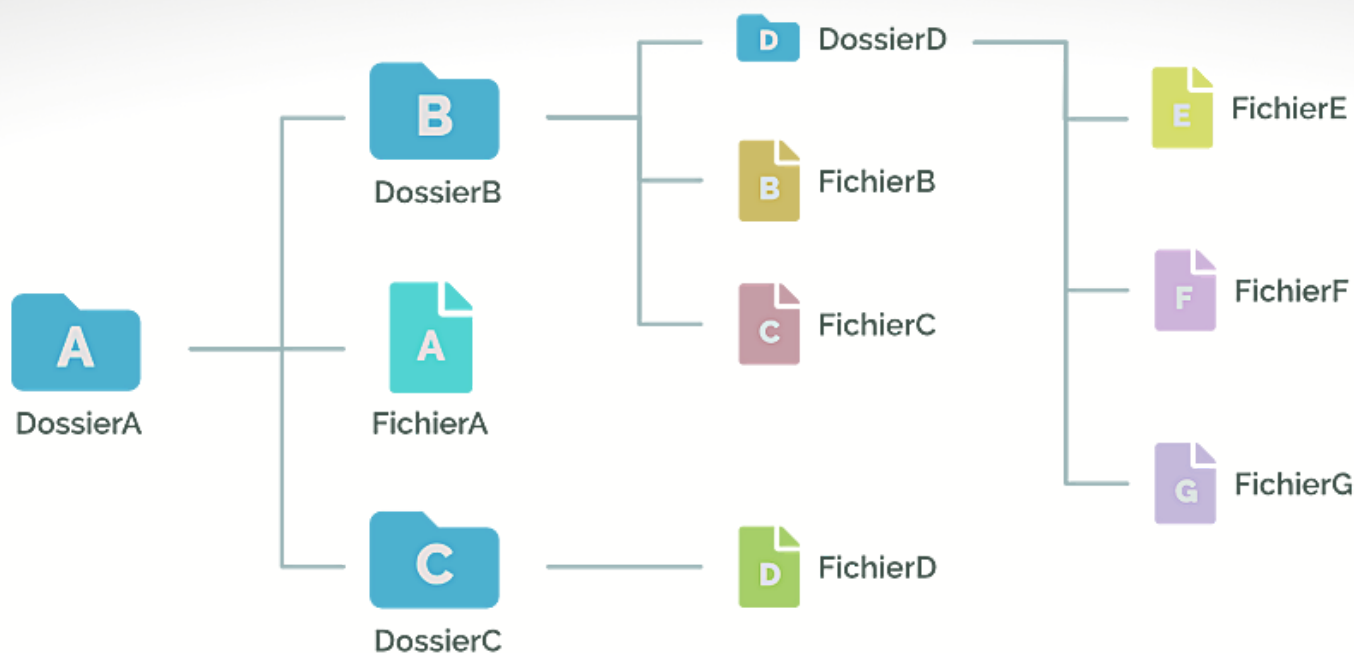 A
DossierA
B
DossierB
A
FichierA
C
DossierC
D
DossierD
B
FichierB
C
FichierC
D
FichierD
E
FichierE
F
FichierF
G
FichierG